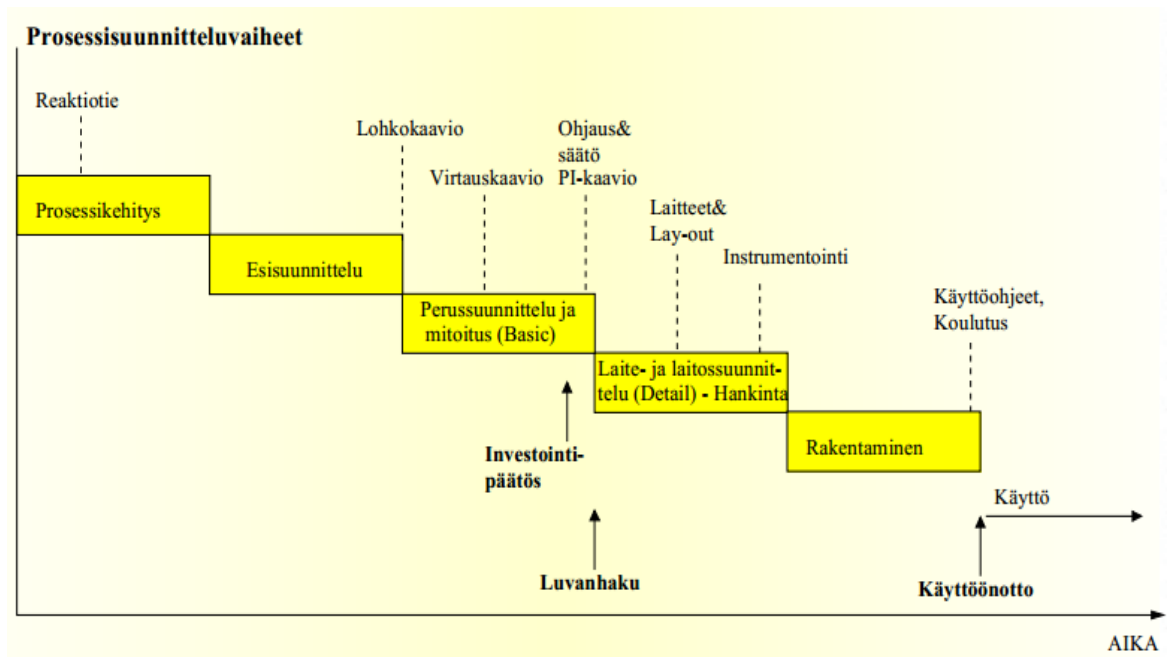 Prosessisuunnitteluvaiheet
Reaktiotie
Lohkokaavio
Ohjaus&
säätö
Virtauskaavio
PI-kaavio
Prosessikehitys
Laitteet&
Lay-out
Instrumentointi
Esisuunnittelu
Käyttöohjeet,
Koulutus
Perussuunnittelu ja
mitoitus (Basic)
Laite- ja laitossuunnit-
telu (Detail) - Hankinta
Investointi-
päätös
Rakentaminen
Käyttö
Luvanhaku
Käyttöönotto
AIKA